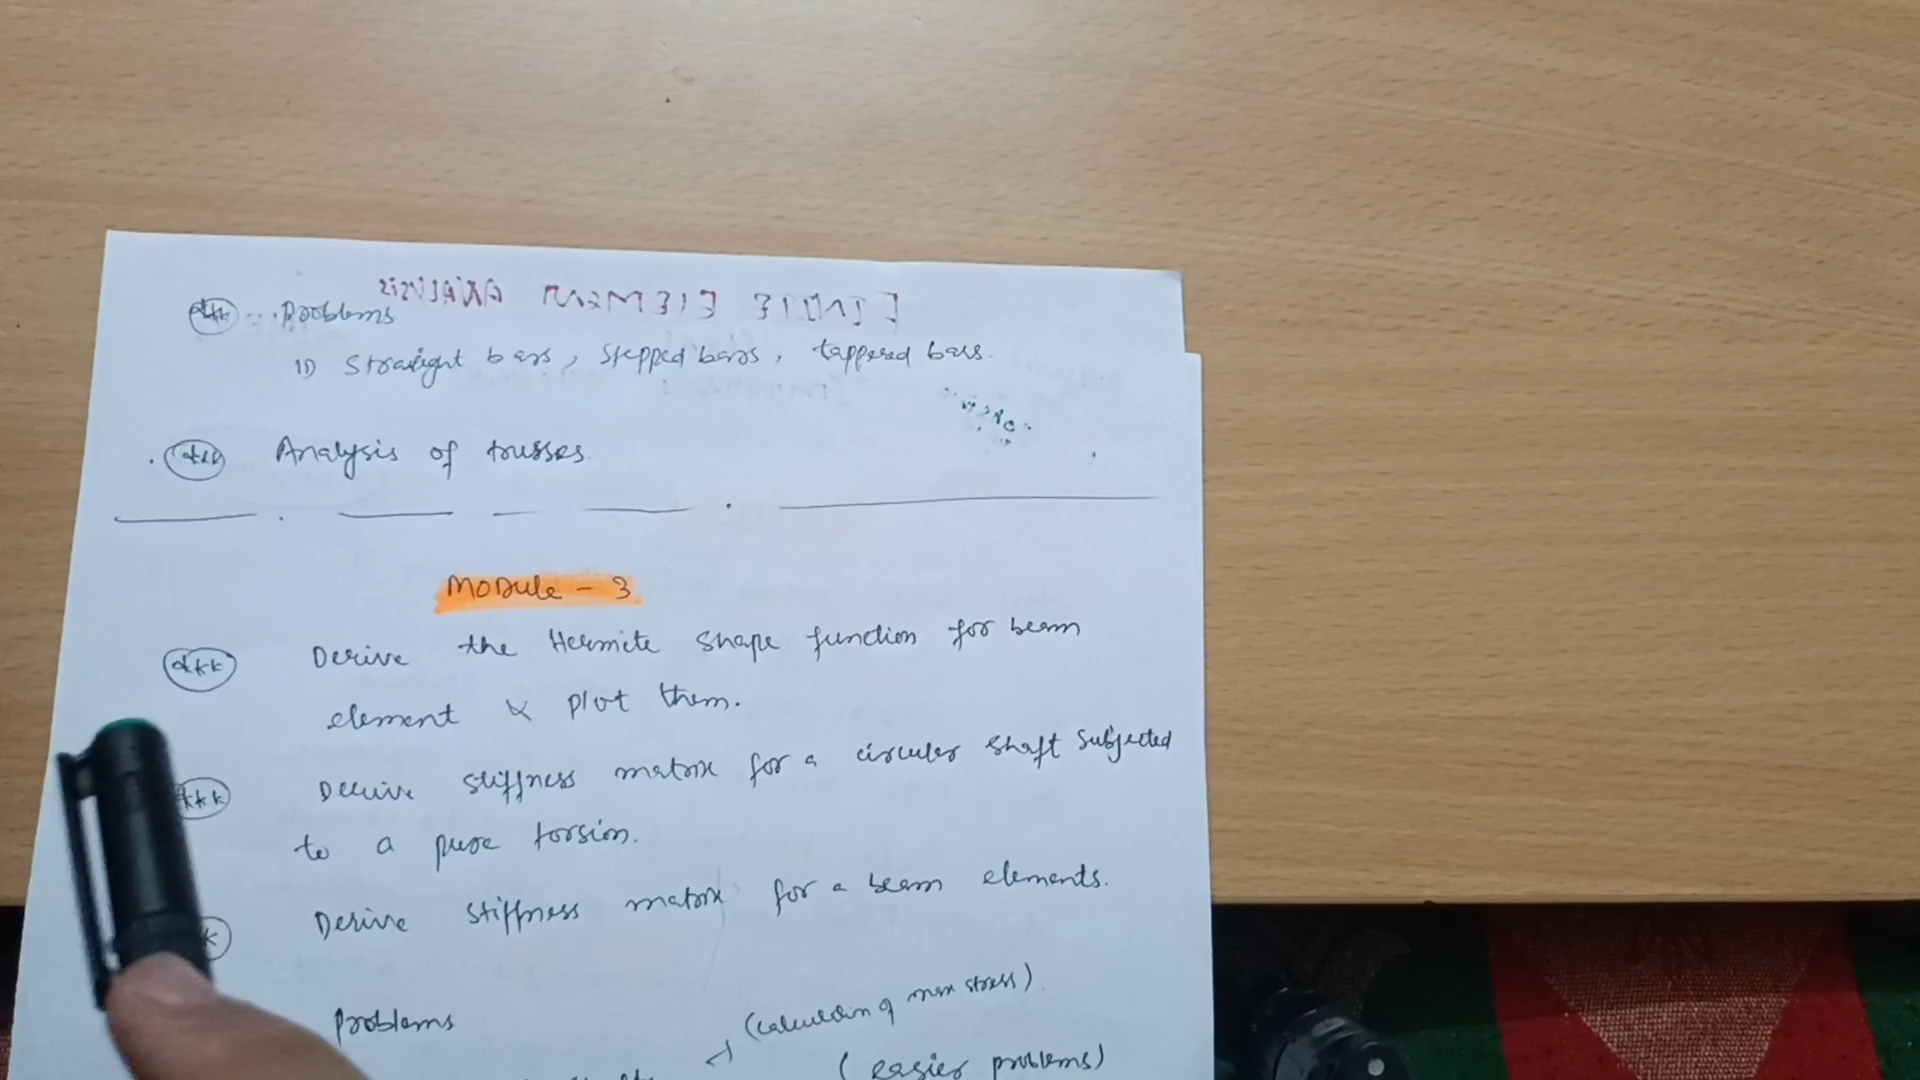 *** Problems
1) Straight bars, Stepped bars, tappered bars.
*** Analysis of trusses.
Module - 3
*** Derive the Hermite shape function for beam
element & plot them.
*** Derive stiffness matrix for a circular shaft subjected
to a pure torsion.
Derive stiffness matrix for a beam elements.
Problems
(calculation of max stress)
(easier problems)